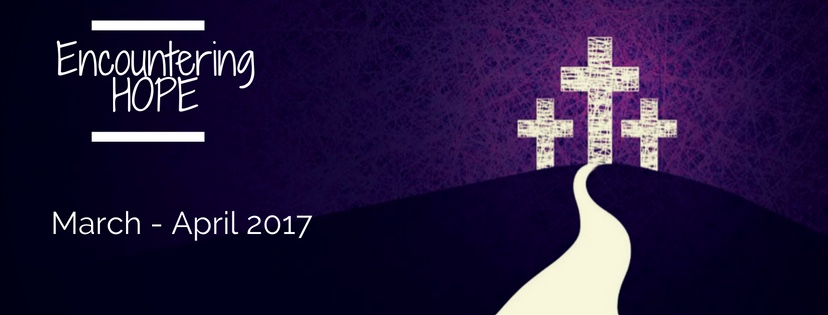 Encountering
HOPE
March - April 2017